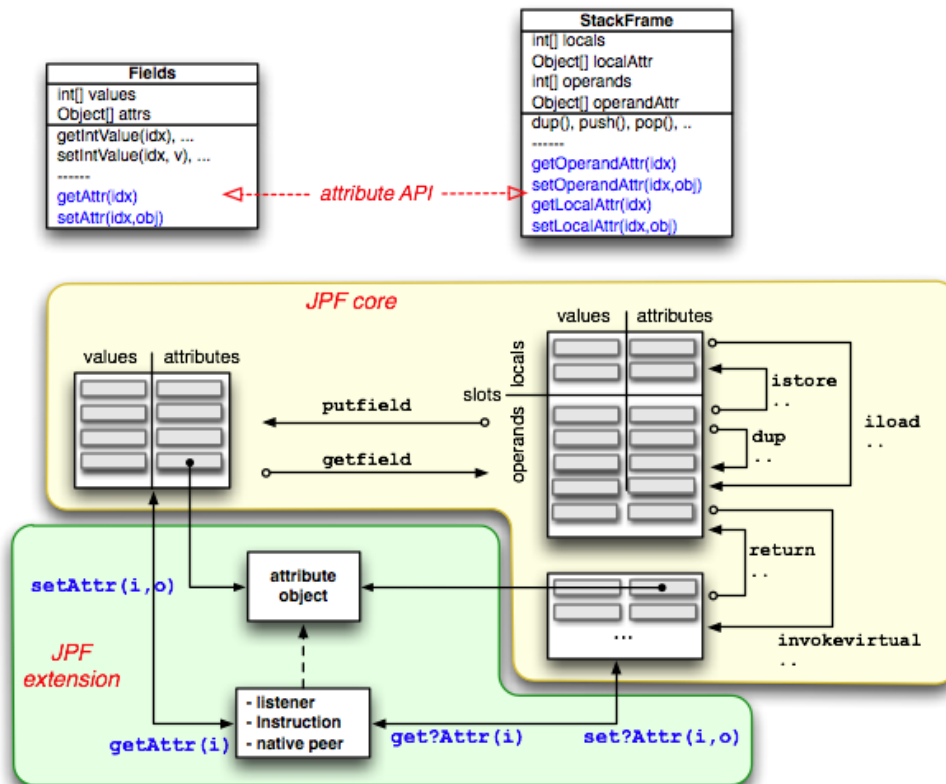 StackFrame
int[] locals
Object[] localAttr
int[] operands
Object[] operandAttr
dup(), push(), pop(), ..
------
getOperandAttr(idx)
setOperandAttr(idx,obj)
getLocalAttr(idx)
setLocalAttr(idx,obj)
Fields
int[] values
Object[] attrs
getIntValue(idx), ...
setIntValue(idx, v), ...
------
getAttr(idx)
setAttr(idx,obj)
attribute API
JPF core
values attributes
values attributes
locals
slots
operands
putfield
getfield
istore
..
iload
..
dup
..
return
..
invokevirtual
..
...
setAttr(i,o)
attribute
object
JPF
extension
- listener
- Instruction
- native peer
getAttr(i)
get?Attr(i)
set?Attr(i,o)